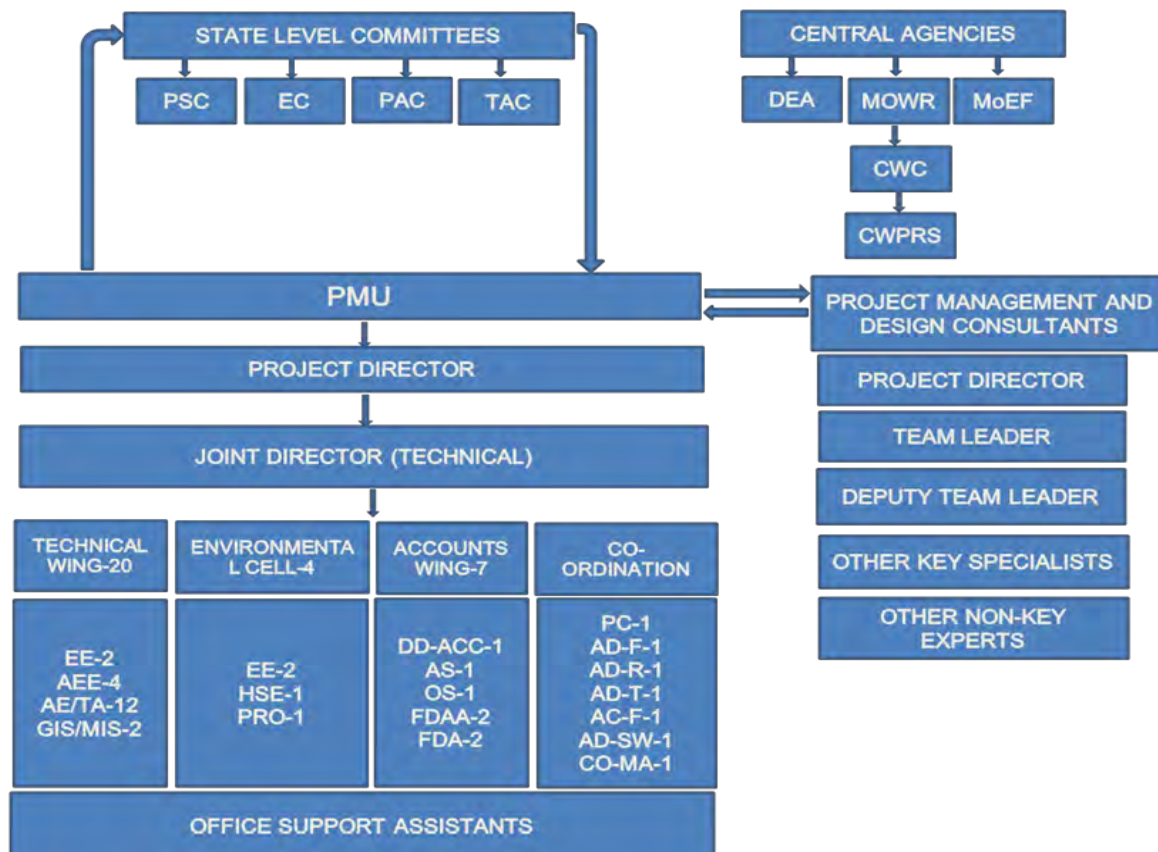 STATE LEVEL COMMITTEES
PSC
EC
PAC
TAC
CENTRAL AGENCIES
DEA
MOWR
MoEF
CWC
CWPRS
PMU
PROJECT DIRECTOR
JOINT DIRECTOR (TECHNICAL)
PROJECT MANAGEMENT AND
DESIGN CONSULTANTS
PROJECT DIRECTOR
TEAM LEADER
DEPUTY TEAM LEADER
OTHER KEY SPECIALISTS
OTHER NON-KEY
EXPERTS
TECHNICAL
WING-20
EE-2
AEE-4
AE/TA-12
GIS/MIS-2
ENVIRONMENTA
L CELL-4
EE-2
HSE-1
PRO-1
ACCOUNTS
WING-7
DD-ACC-1
AS-1
OS-1
FDAA-2
FDA-2
CO-
ORDINATION
PC-1
AD-F-1
AD-R-1
AD-T-1
AC-F-1
AD-SW-1
CO-MA-1
OFFICE SUPPORT ASSISTANTS